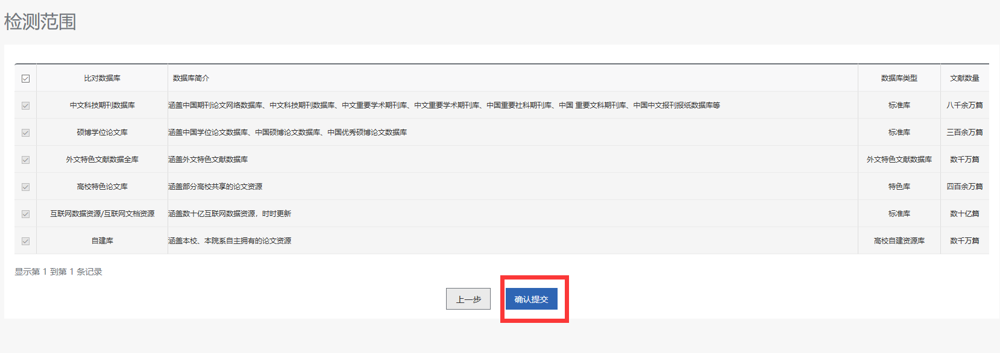 检测范围
比对数据库 数据库简介 数据库类型 文献数量
中文科技期刊数据库 涵盖中国期刊论文网络数据库、中文科技期刊数据库、中文重要学术期刊库、中文重要学术期刊库、中国重要社科期刊库、中国 重要文科期刊库、中国中文报刊报纸数据库等 标准库 八千余万篇
硕博学位论文库 涵盖中国学位论文数据库、中国硕博论文数据库、中国优秀硕博论文数据库 标准库 三百余万篇
外文特色文献数据全库 涵盖外文特色文献数据库 外文特色文献数据库 数千万篇
高校特色论文库 涵盖部分高校共享的论文资源 特色库 四百余万篇
互联网数据资源/互联网文档资源 涵盖数十亿互联网数据资源，时时更新 标准库 数十亿篇
自建库 涵盖本校、本院系自主拥有的论文资源 高校自建资源库 数千万篇
显示第 1 到第 1 条记录
上一步 确认提交